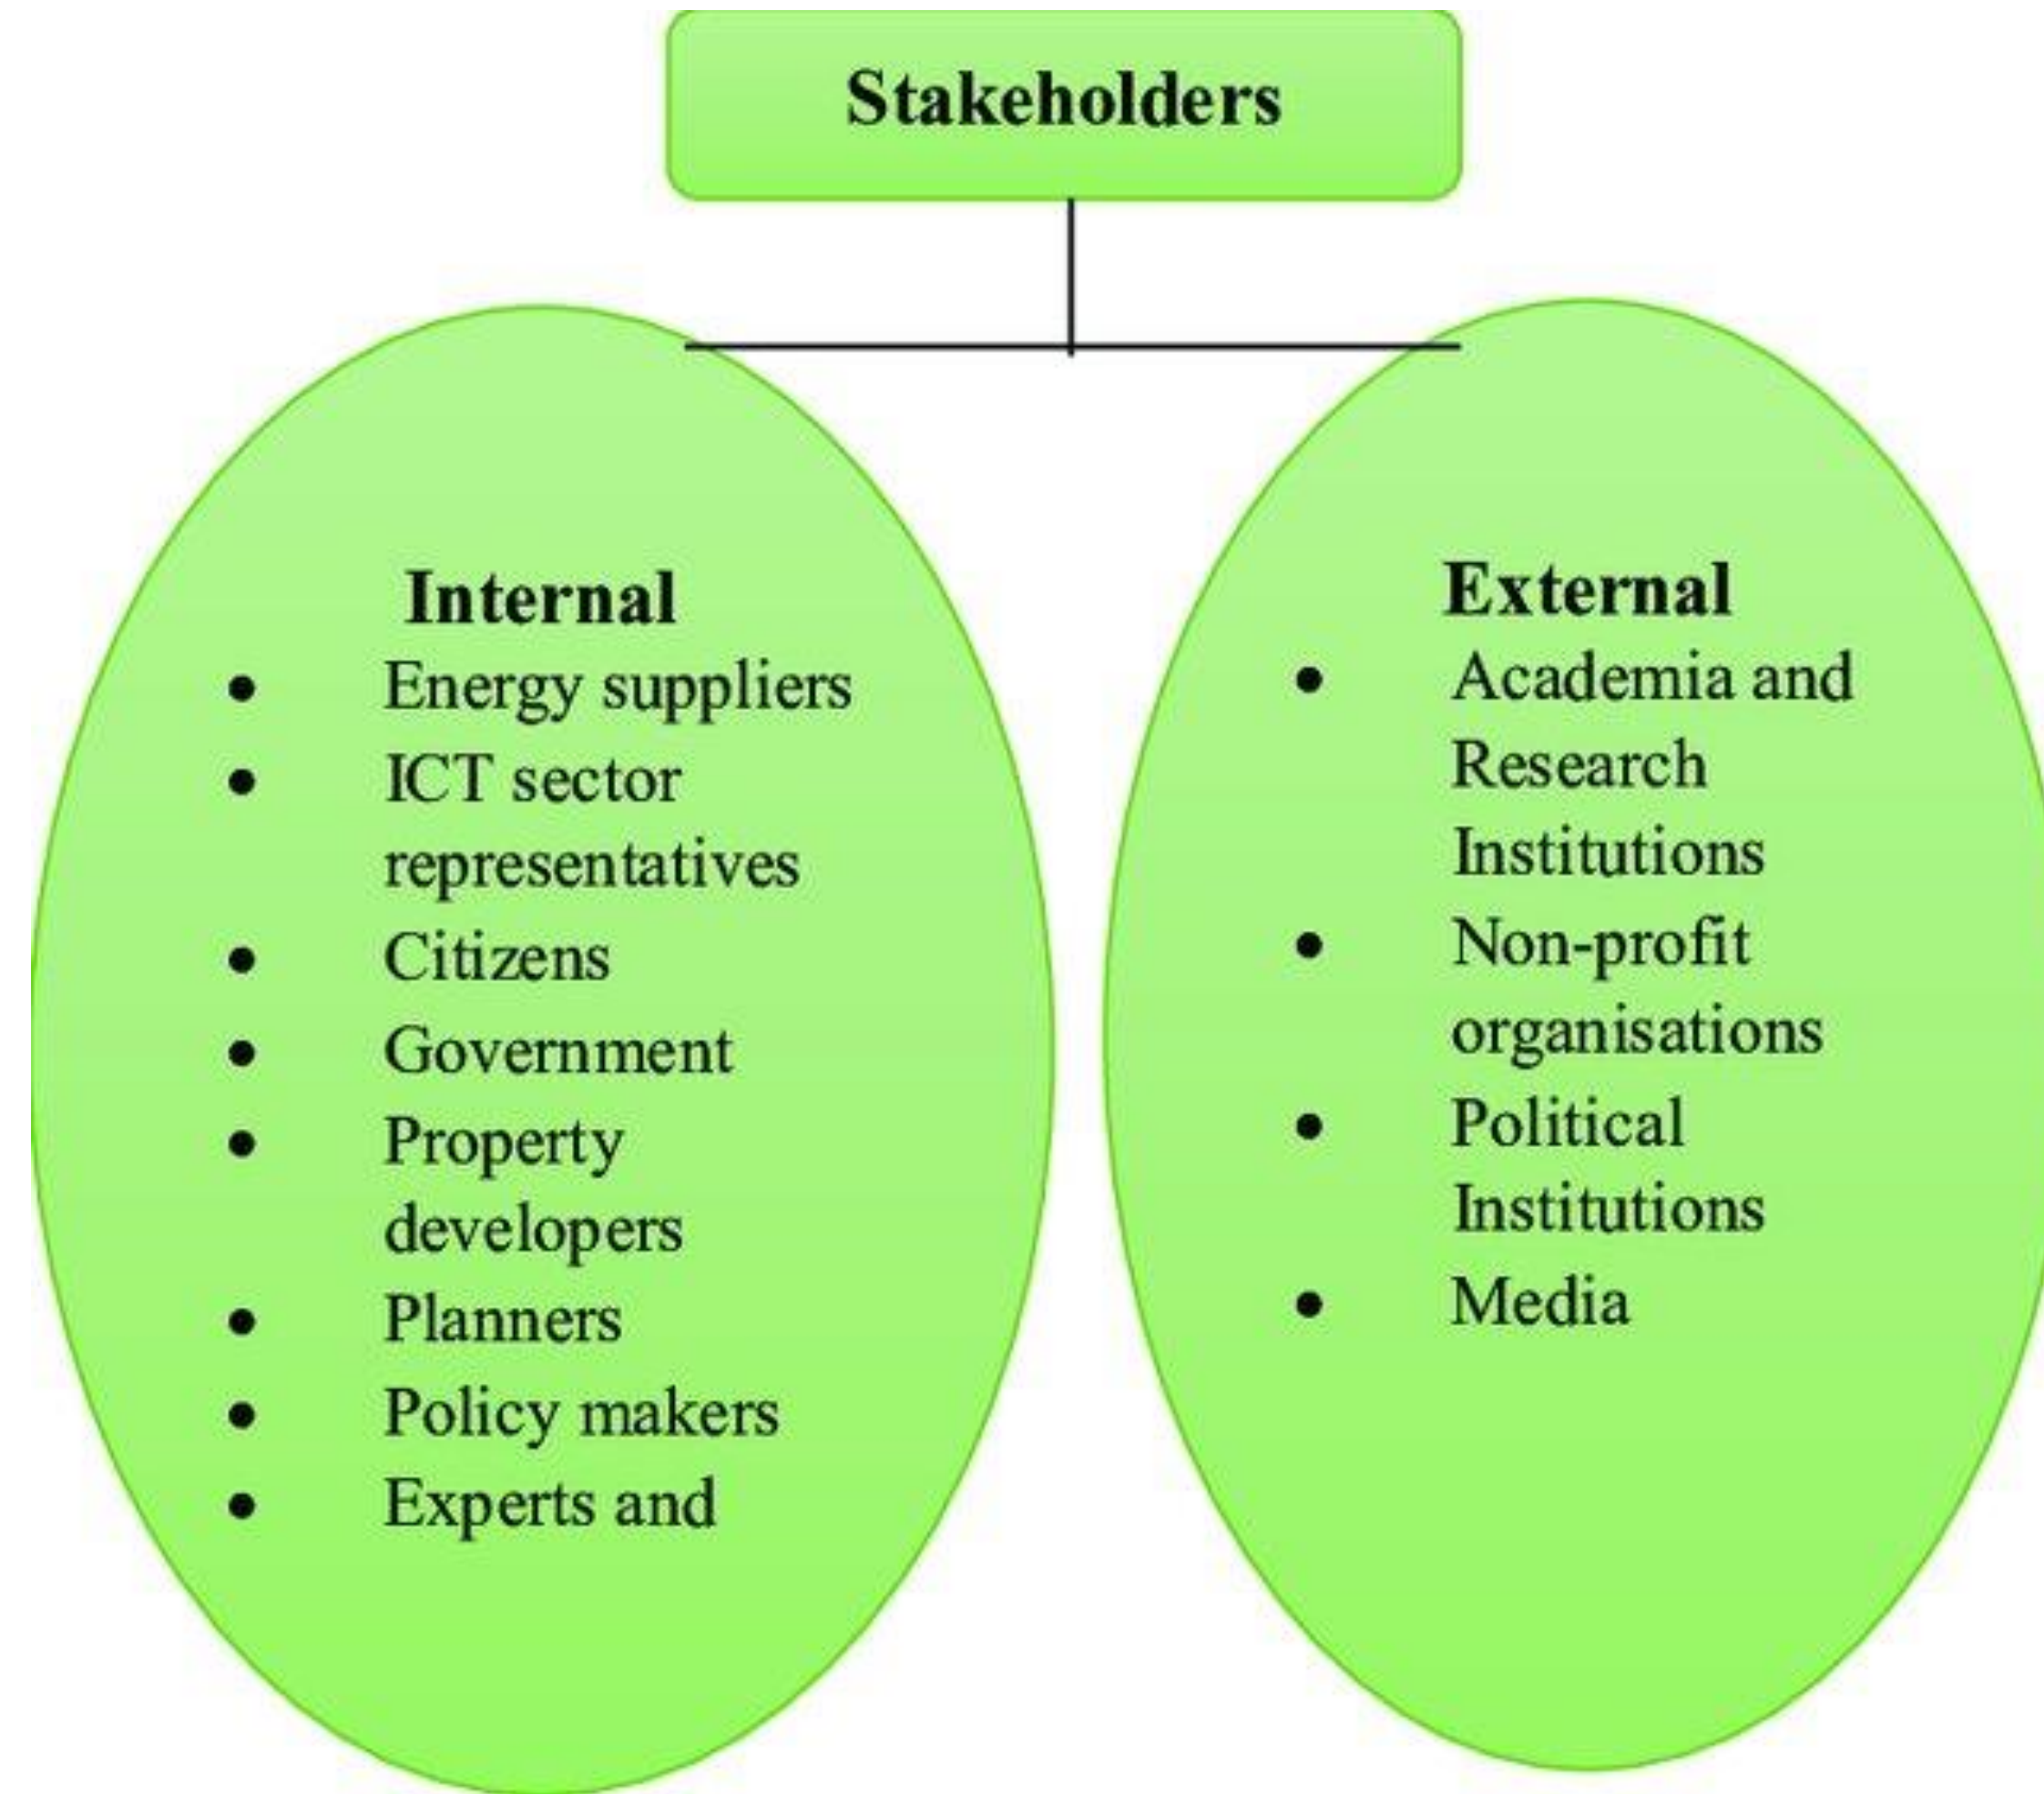 Stakeholders
Internal
• Energy suppliers
• ICT sector
representatives
• Citizens
• Government
• Property
developers
• Planners
• Policy makers
• Experts and
External
• Academia and
Research
Institutions
• Non-profit
organisations
• Political
Institutions
• Media